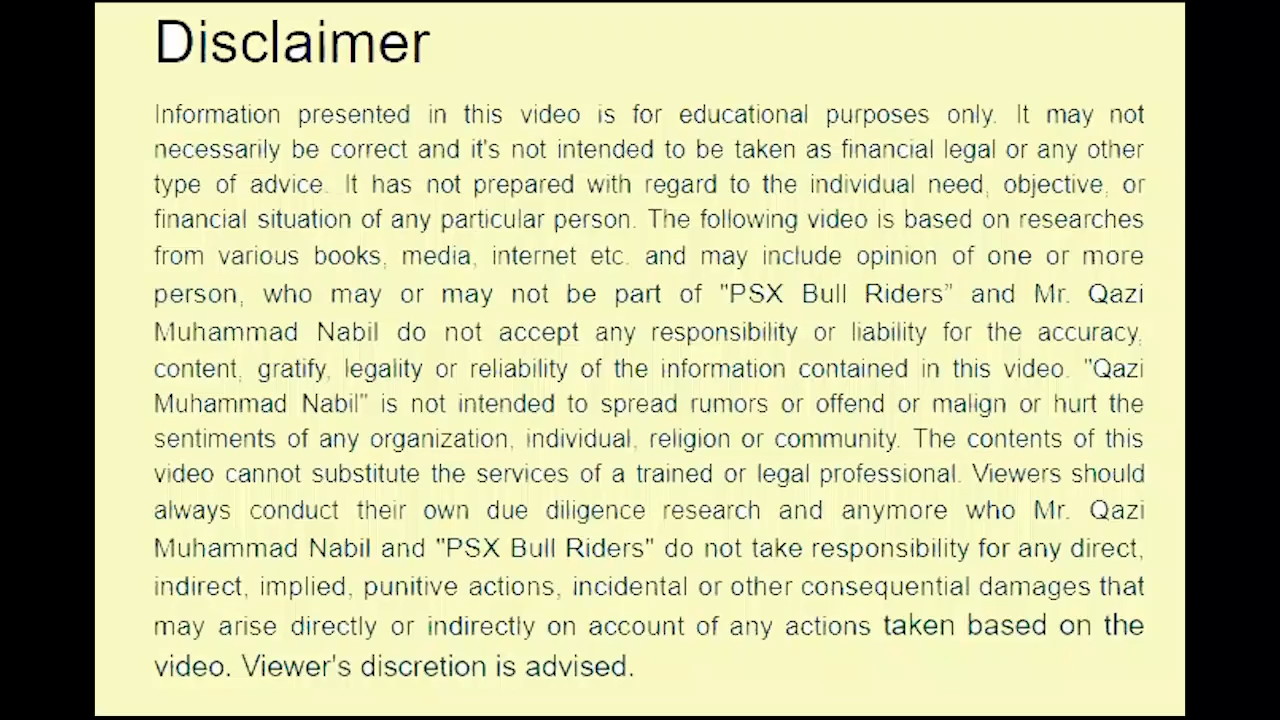 Disclaimer
Information presented in this video is for educational purposes only. It may not
necessarily be correct and it's not intended to be taken as financial legal or any other
type of advice. It has not prepared with regard to the individual need, objective, or
financial situation of any particular person. The following video is based on researches
from various books, media, internet etc. and may include opinion of one or more
person, who may or may not be part of "PSX Bull Riders" and Mr. Qazi
Muhammad Nabil do not accept any responsibility or liability for the accuracy,
content, gratify, legality or reliability of the information contained in this video. "Qazi
Muhammad Nabil" is not intended to spread rumors or offend or malign or hurt the
sentiments of any organization, individual, religion or community. The contents of this
video cannot substitute the services of a trained or legal professional. Viewers should
always conduct their own due diligence research and anymore who Mr. Qazi
Muhammad Nabil and "PSX Bull Riders" do not take responsibility for any direct,
indirect, implied, punitive actions, incidental or other consequential damages that
may arise directly or indirectly on account of any actions taken based on the
video. Viewer's discretion is advised.